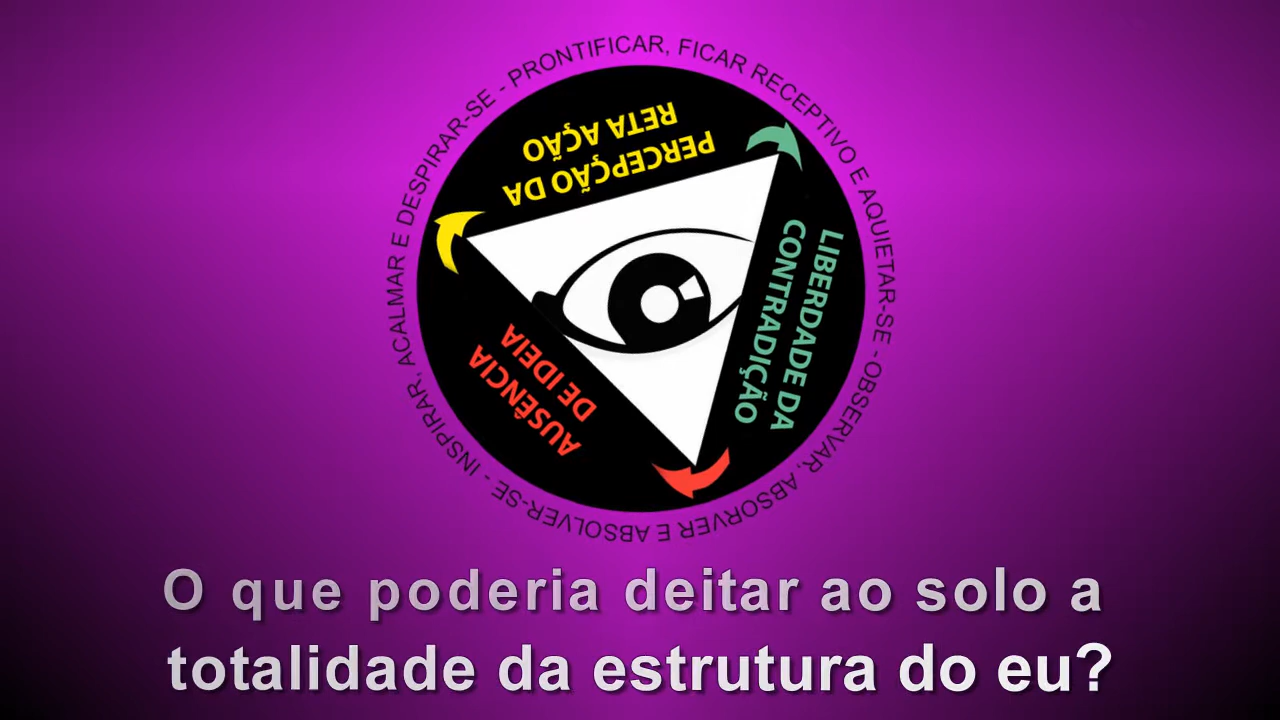 PRONTIFICAR, FICAR RECEPTIVO E AQUIETAR-SE - OBSERVAR, ABSORVER E ABSOLVER-SE - INSPIRAR, ACALMAR E DESPIRAR-SE -
PERCEPÇÃO DA
RETA AÇÃO
LIBERDADE DA
CONTRADIÇÃO
AUSÊNCIA
DE IDEIA
O que poderia deitar ao solo a
totalidade da estrutura do eu?